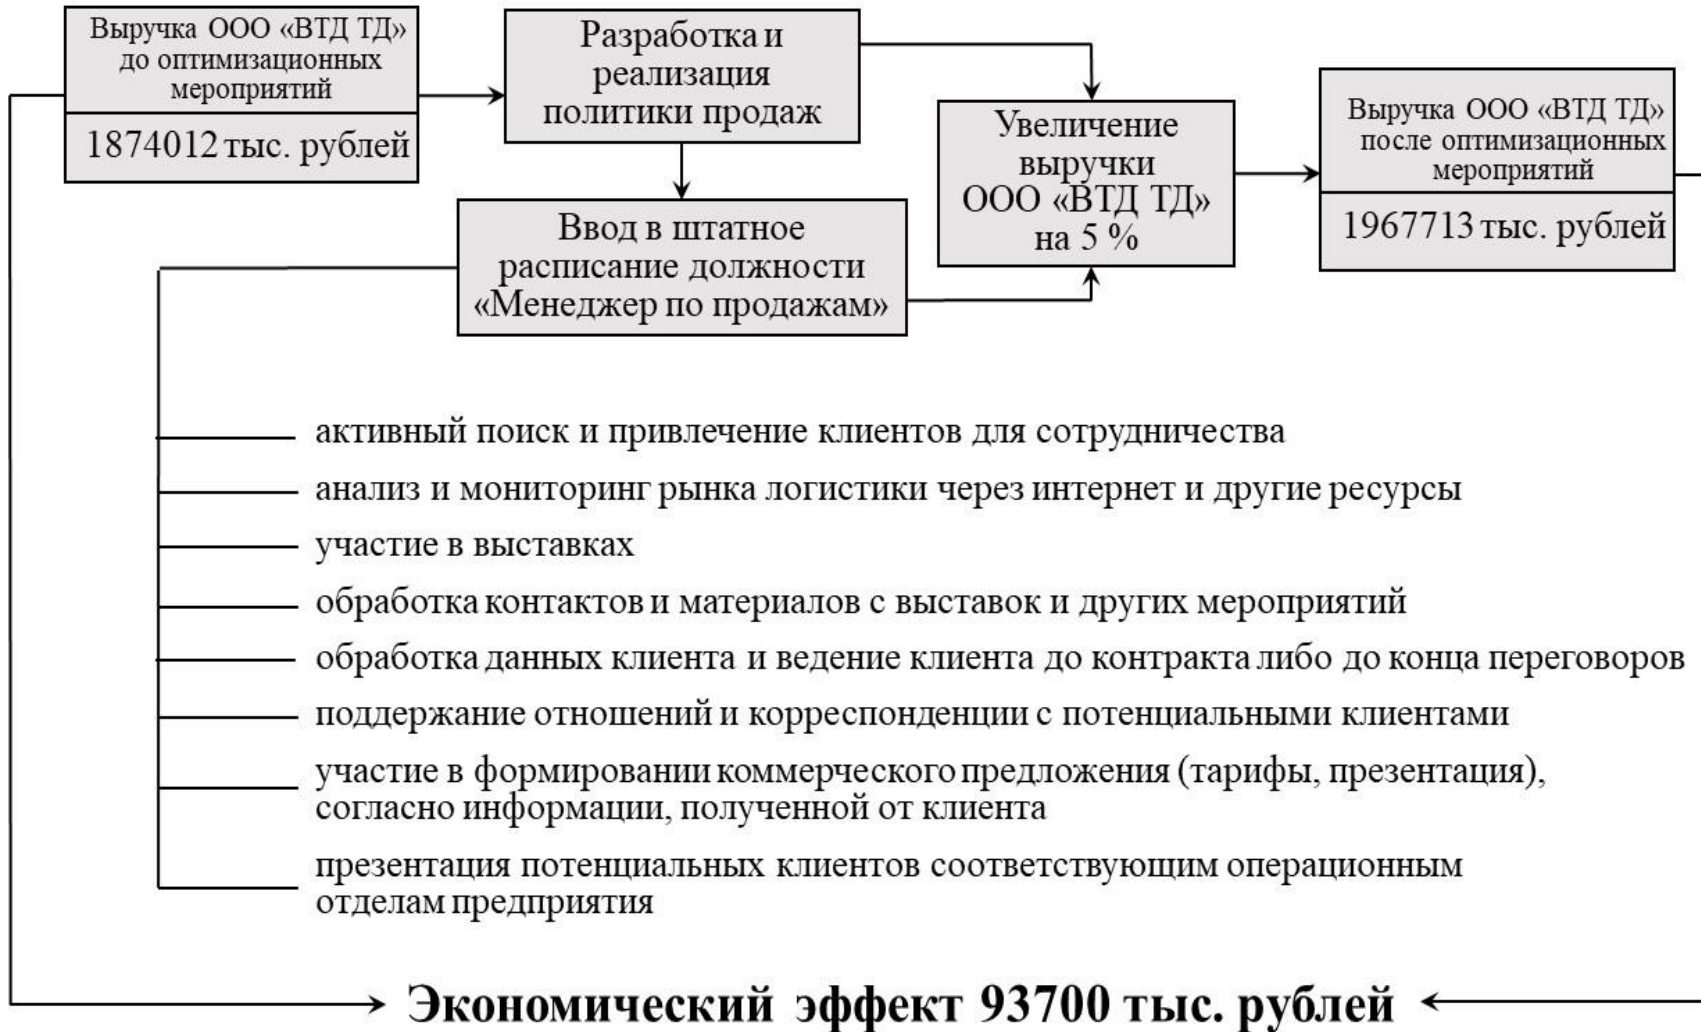 Выручка ООО «ВТД ТД»
до оптимизационных
мероприятий
1874012 тыс. рублей
Разработка и
реализация
политики продаж
Ввод в штатное
расписание должности
«Менеджер по продажам»
Увеличение
выручки
ООО «ВТД ТД»
на 5 %
Выручка ООО «ВТД ТД»
после оптимизационных
мероприятий
1967713 тыс. рублей
активный поиск и привлечение клиентов для сотрудничества
анализ и мониторинг рынка логистики через интернет и другие ресурсы
участие в выставках
обработка контактов и материалов с выставок и других мероприятий
обработка данных клиента и ведение клиента до контракта либо до конца переговоров
поддержание отношений и корреспонденции с потенциальными клиентами
участие в формировании коммерческого предложения (тарифы, презентация),
согласно информации, полученной от клиента
презентация потенциальных клиентов соответствующим операционным
отделам предприятия
Экономический эффект 93700 тыс. рублей